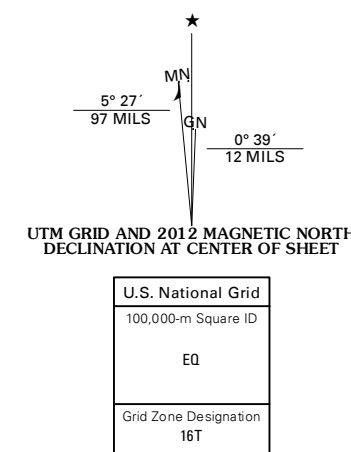 ★
MN
5° 27´
97 MILS
GN
0° 39´
12 MILS
UTM GRID AND 2012 MAGNETIC NORTH
DECLINATION AT CENTER OF SHEET
U.S. National Grid
100,000-m Square ID
EQ
Grid Zone Designation
16T